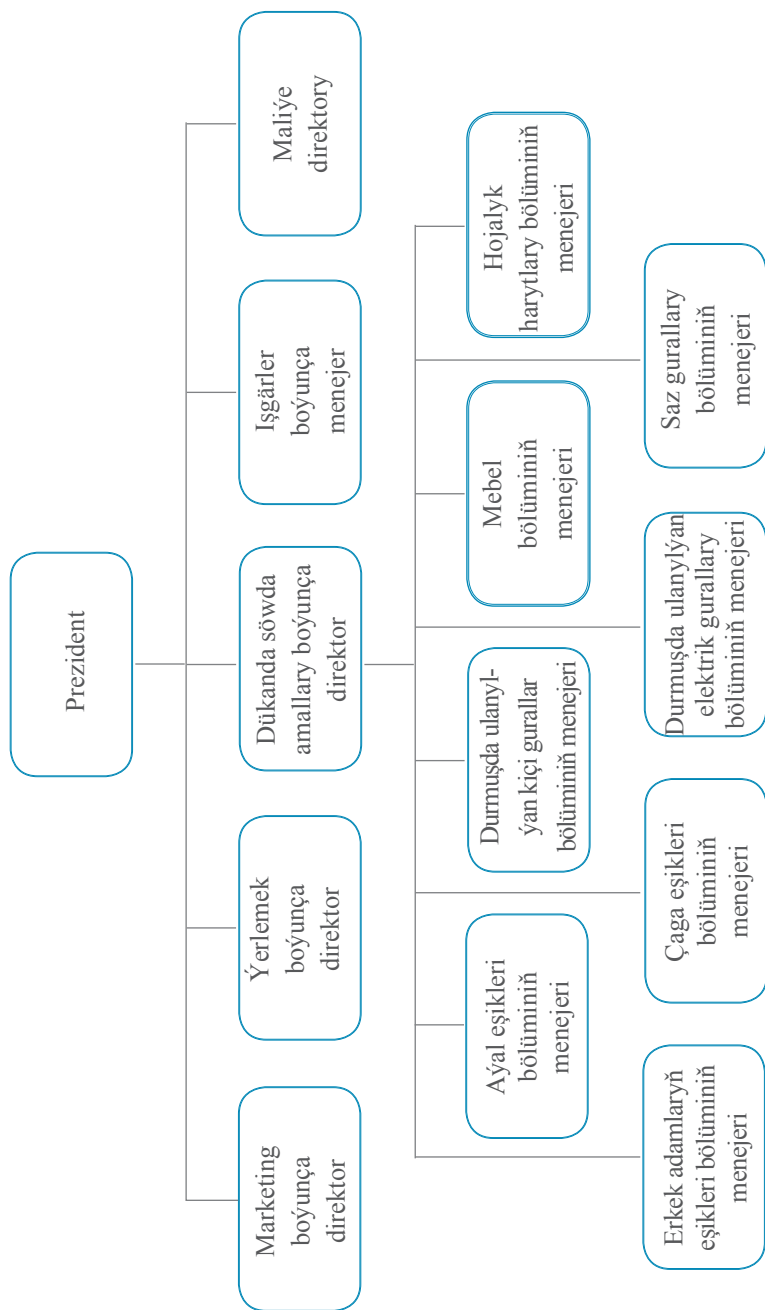 Prezident
Marketing
boýunça
direktor
Ýerlemek
boýunça
direktor
Dükanda söwda
amallary boýunça
direktor
Işgärler
boýunça
menejer
Maliýe
direktory
Aýal eşikleri
bölüminiň
menejeri
Durmuşda ulanyl-
ýan kiçi gurallar
bölüminiň menejeri
Mebel
bölüminiň
menejeri
Hojalyk
harytlary bölüminiň
menejeri
Erkek adamlaryň
eşikleri bölüminiň
menejeri
Çaga eşikleri
bölüminiň
menejeri
Durmuşda ulanylýan
elektrik gurallary
bölüminiň menejeri
Saz gurallary
bölüminiň
menejeri